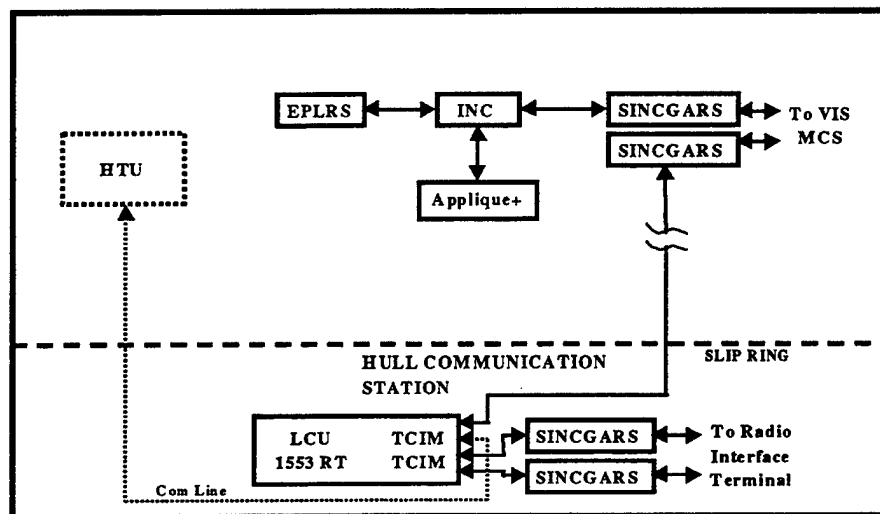 EPLRS
INC
SINCGARS
To VIS
MCS
SINCGARS
HTU
Applique+
SLIP RING
HULL COMMUNICATION
STATION
LCU TCIM
1553 RT TCIM
SINCGARS
SINCGARS
To Radio
Interface
Terminal
Com Line